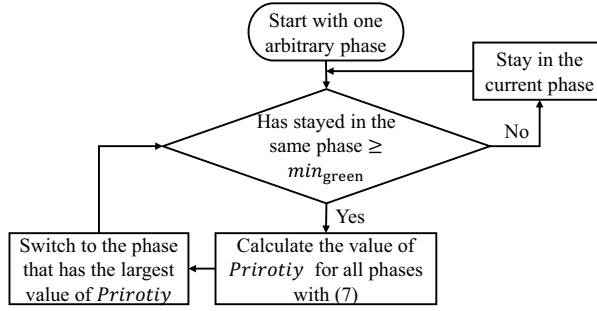 Start with one
arbitrary phase
Stay in the
current phase
Has stayed in the
same phase ≥
min_green
No
Yes
Switch to the phase
that has the largest
value of Prirotiy
Calculate the value of
Prirotiy for all phases
with (7)